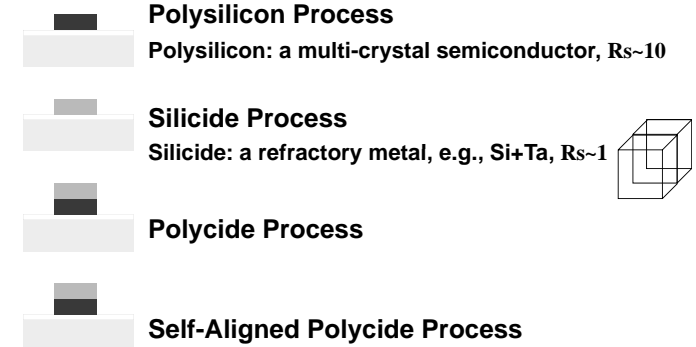 Polysilicon Process
Polysilicon: a multi-crystal semiconductor, Rs~10
Silicide Process
Silicide: a refractory metal, e.g., Si+Ta, Rs~1
Polycide Process
Self-Aligned Polycide Process